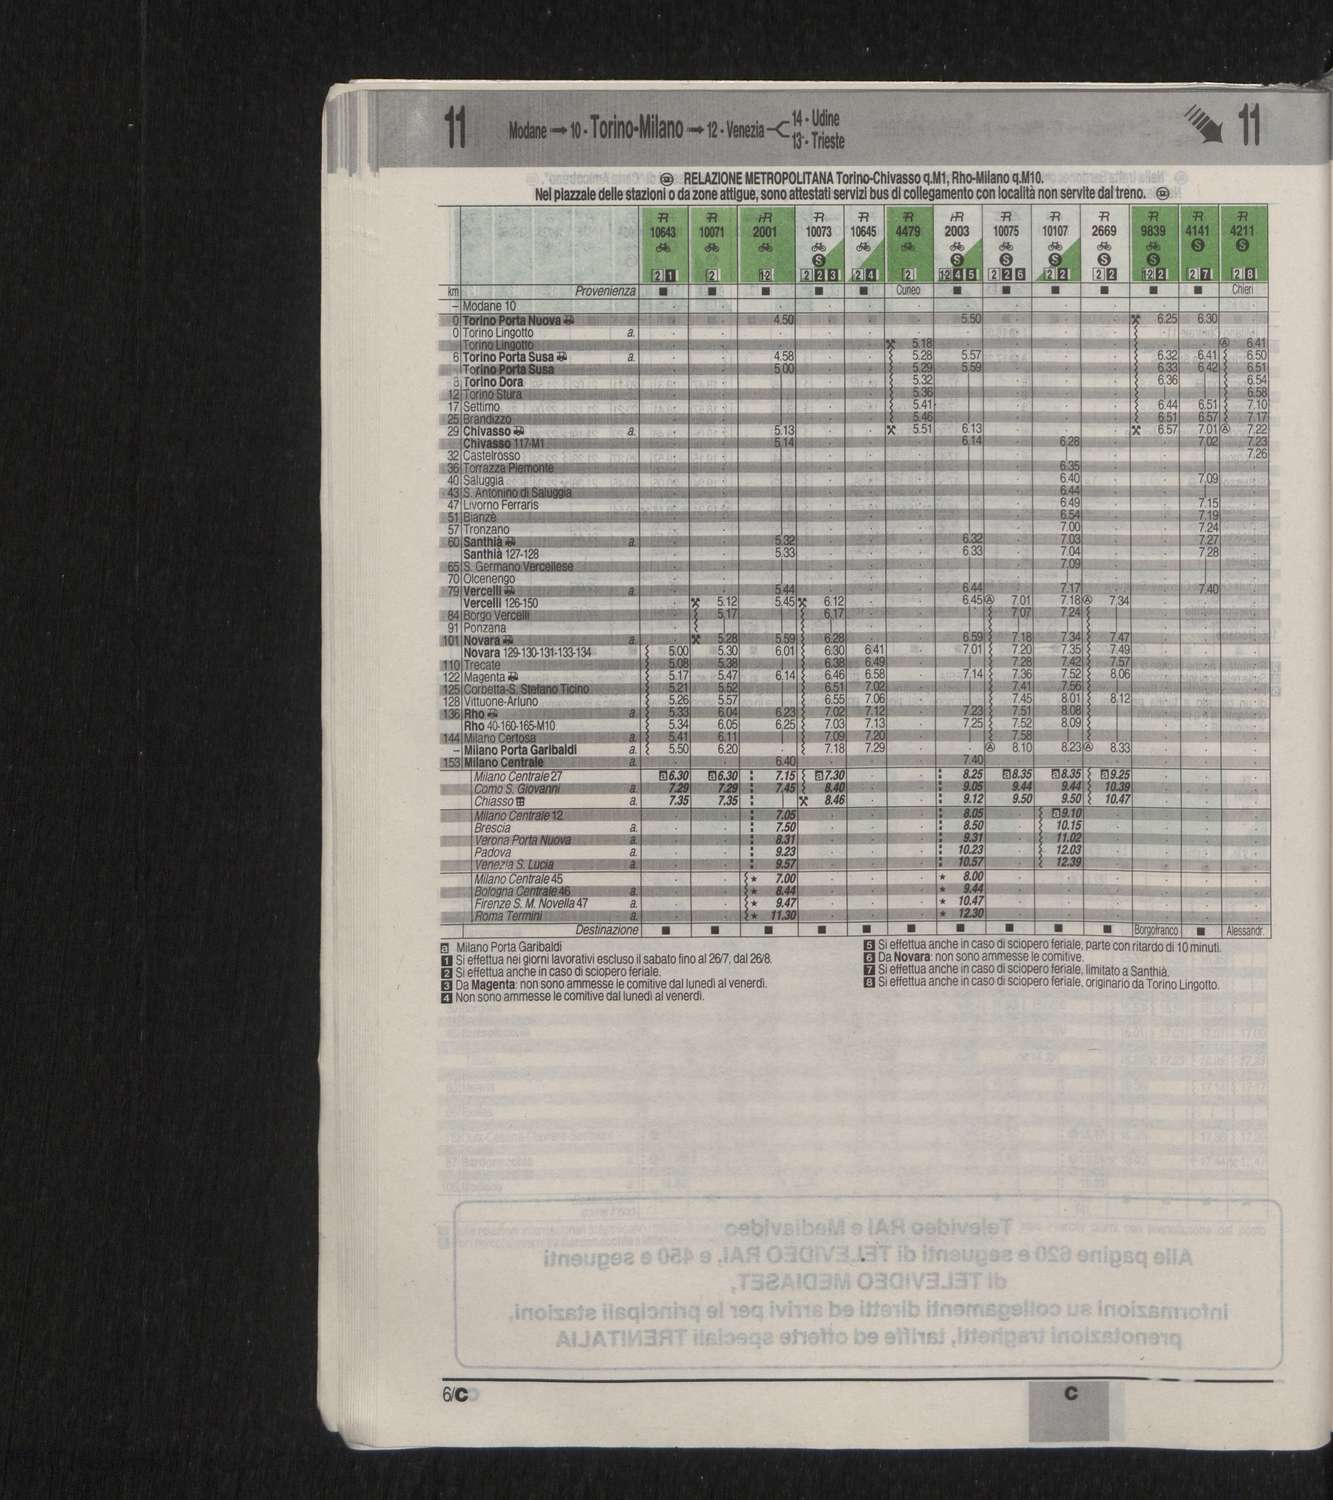 11 Modane → 10 - Torino-Milano → 12 - Venezia 14 - Udine 11
13 - Trieste
RELAZIONE METROPOLITANA Torino-Chivasso q.M1, Rho-Milano q.M10.
Nel piazzale delle stazioni o da zone attigue, sono attestati servizi bus di collegamento con località non servite dal treno.
R R iR R R R iR R R R R R R
10643 10071 2001 10073 10645 4479 2003 10075 10107 2669 9839 4141 4211
S S S S S S S S
2 1 2 12 2 2 3 2 4 2 12 4 5 2 2 6 2 2 2 2 12 2 2 7 2 8
km Provenienza ■ ■ ■ ■ ■ Cuneo ■ ■ ■ ■ ■ ■ Chieri
– Modane 10
0 Torino Porta Nuova 4.50 5.50 6.25 6.30
0 Torino Lingotto a.
Torino Lingotto 5.18 6.41
6 Torino Porta Susa a. 4.58 5.28 5.57 6.32 6.41 6.50
Torino Porta Susa 5.00 5.29 5.59 6.33 6.42 6.51
8 Torino Dora 5.32 6.36 6.54
12 Torino Stura 5.36 6.58
17 Settimo 5.41 6.44 6.51 7.10
25 Brandizzo 5.46 6.51 6.57 7.17
29 Chivasso a. 5.13 5.51 6.13 6.57 7.01 7.22
Chivasso 117-M1 5.14 6.14 6.28 7.02 7.23
32 Castelrosso 7.26
36 Torrazza Piemonte 6.35
40 Saluggia 6.40 7.09
43 S. Antonino di Saluggia 6.44
47 Livorno Ferraris 6.49 7.15
51 Bianzè 6.54 7.19
57 Tronzano 7.00 7.24
60 Santhià a. 5.32 6.32 7.03 7.27
Santhià 127-128 5.33 6.33 7.04 7.28
65 S. Germano Vercellese 7.09
70 Olcenengo
79 Vercelli a. 5.44 6.44 7.17 7.40
Vercelli 126-150 5.12 5.45 6.12 6.45 7.01 7.18 7.34
84 Borgo Vercelli 5.17 6.17 7.07 7.24
91 Ponzana
101 Novara a. 5.28 5.59 6.28 6.59 7.18 7.34 7.47
Novara 129-130-131-133-134 5.00 5.30 6.01 6.30 6.41 7.01 7.20 7.35 7.49
110 Trecate 5.08 5.38 6.38 6.49 7.28 7.42 7.57
122 Magenta 5.17 5.47 6.14 6.46 6.58 7.14 7.36 7.52 8.06
125 Corbetta-S. Stefano Ticino 5.21 5.52 6.51 7.02 7.41 7.56
128 Vittuone-Arluno 5.26 5.57 6.55 7.06 7.45 8.01 8.12
136 Rho a. 5.33 6.04 6.23 7.02 7.12 7.23 7.51 8.08
Rho 40-160-165-M10 5.34 6.05 6.25 7.03 7.13 7.25 7.52 8.09
144 Milano Certosa a. 5.41 6.11 7.09 7.20 7.58
– Milano Porta Garibaldi a. 5.50 6.20 7.18 7.29 8.10 8.23 8.33
153 Milano Centrale a. 6.40 7.40
Milano Centrale 27 a 6.30 a 6.30 7.15 a 7.30 8.25 a 8.35 a 8.35 a 9.25
Como S. Giovanni a. 7.29 7.29 7.45 8.40 9.05 9.44 9.44 10.39
Chiasso a. 7.35 7.35 8.46 9.12 9.50 9.50 10.47
Milano Centrale 12 7.05 8.05 a 9.10
Brescia a. 7.50 8.50 10.15
Verona Porta Nuova a. 8.31 9.31 11.02
Padova a. 9.23 10.23 12.03
Venezia S. Lucia a. 9.57 10.57 12.39
Milano Centrale 45 ★ 7.00 ★ 8.00
Bologna Centrale 46 a. ★ 8.44 ★ 9.44
Firenze S. M. Novella 47 a. ★ 9.47 ★ 10.47
Roma Termini a. ★ 11.30 ★ 12.30
Destinazione ■ ■ ■ ■ ■ ■ ■ ■ ■ ■ Borgofranco ■ Alessandr.
a Milano Porta Garibaldi
1 Si effettua nei giorni lavorativi escluso il sabato fino al 26/7, dal 26/8.
2 Si effettua anche in caso di sciopero feriale.
3 Da Magenta: non sono ammesse le comitive dal lunedì al venerdì.
4 Non sono ammesse le comitive dal lunedì al venerdì.
5 Si effettua anche in caso di sciopero feriale, parte con ritardo di 10 minuti.
6 Da Novara: non sono ammesse le comitive.
7 Si effettua anche in caso di sciopero feriale, limitato a Santhià.
8 Si effettua anche in caso di sciopero feriale, originario da Torino Lingotto.
6/C
C